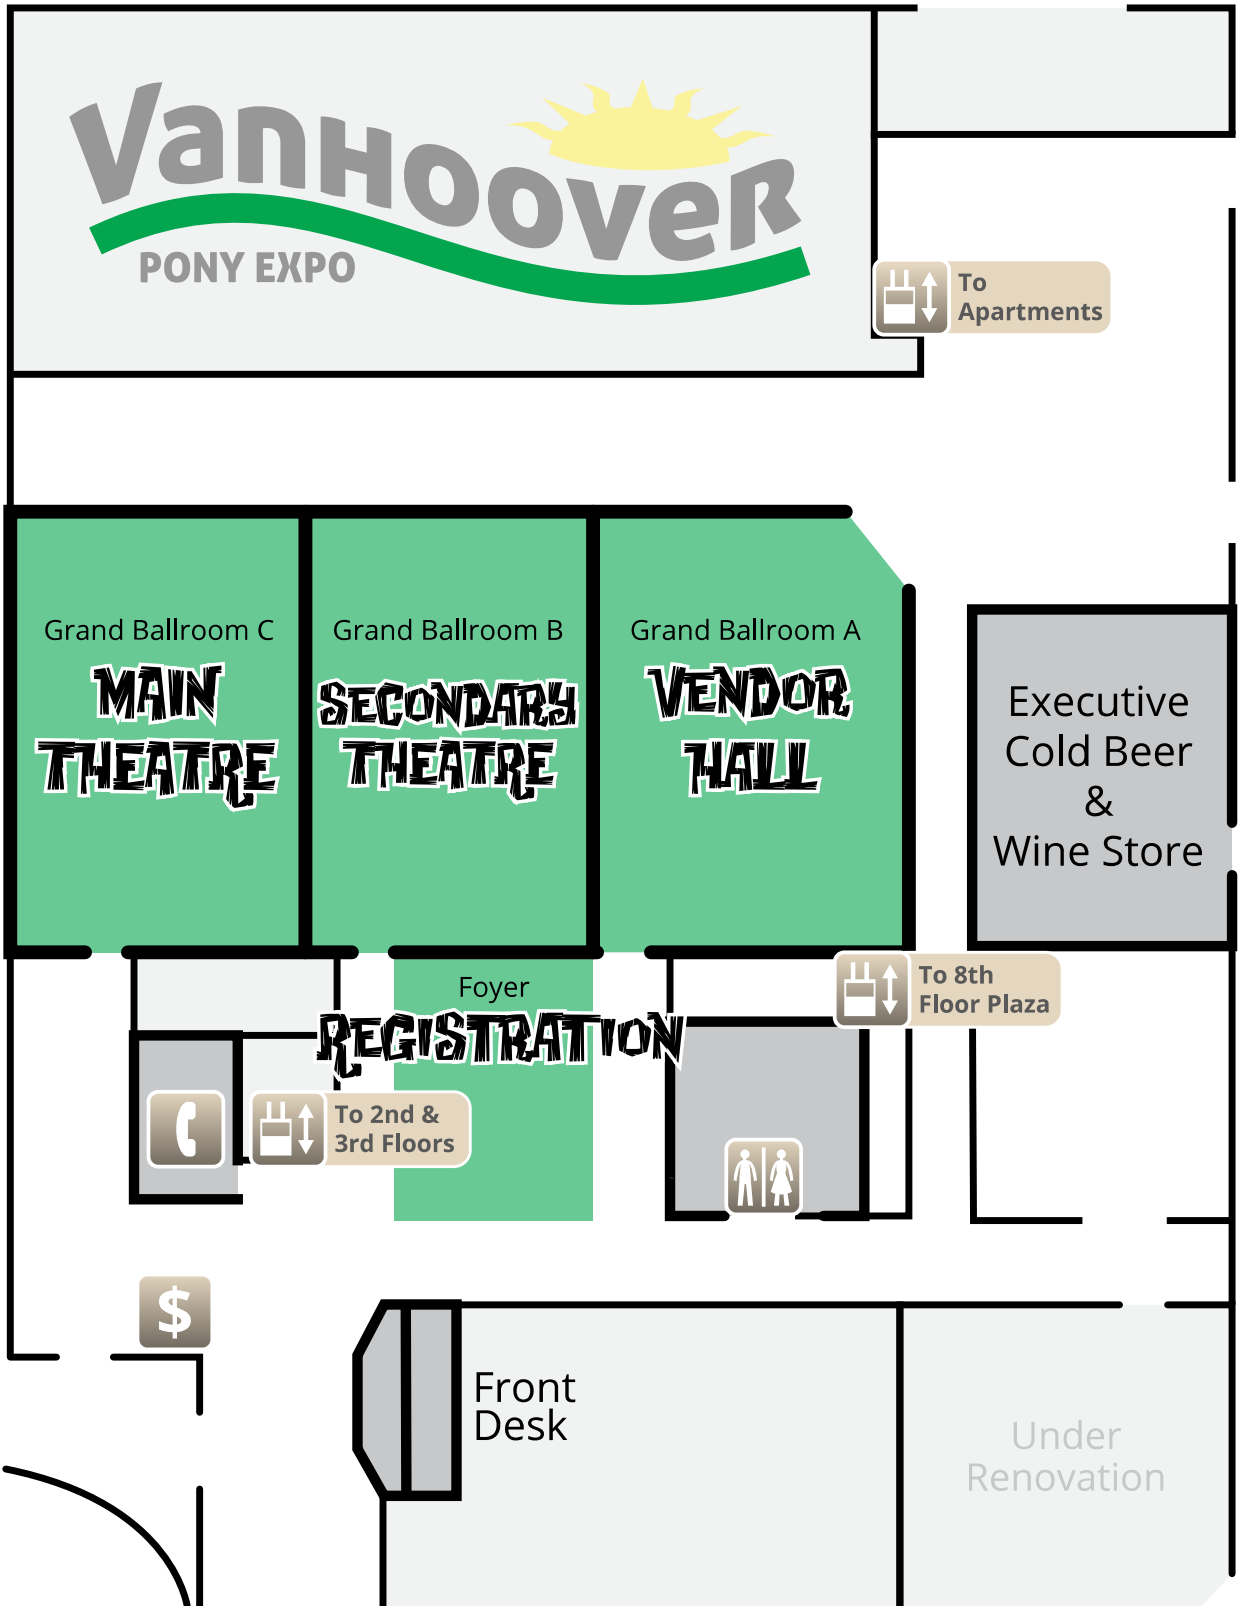 VanHoover
PONY EXPO
To
Apartments
Grand Ballroom C
MAIN
THEATRE
Grand Ballroom B
SECONDARY
THEATRE
Grand Ballroom A
VENDOR
HALL
Executive
Cold Beer
&
Wine Store
To 8th
Floor Plaza
Foyer
REGISTRATION
To 2nd &
3rd Floors
$
Front
Desk
Under
Renovation